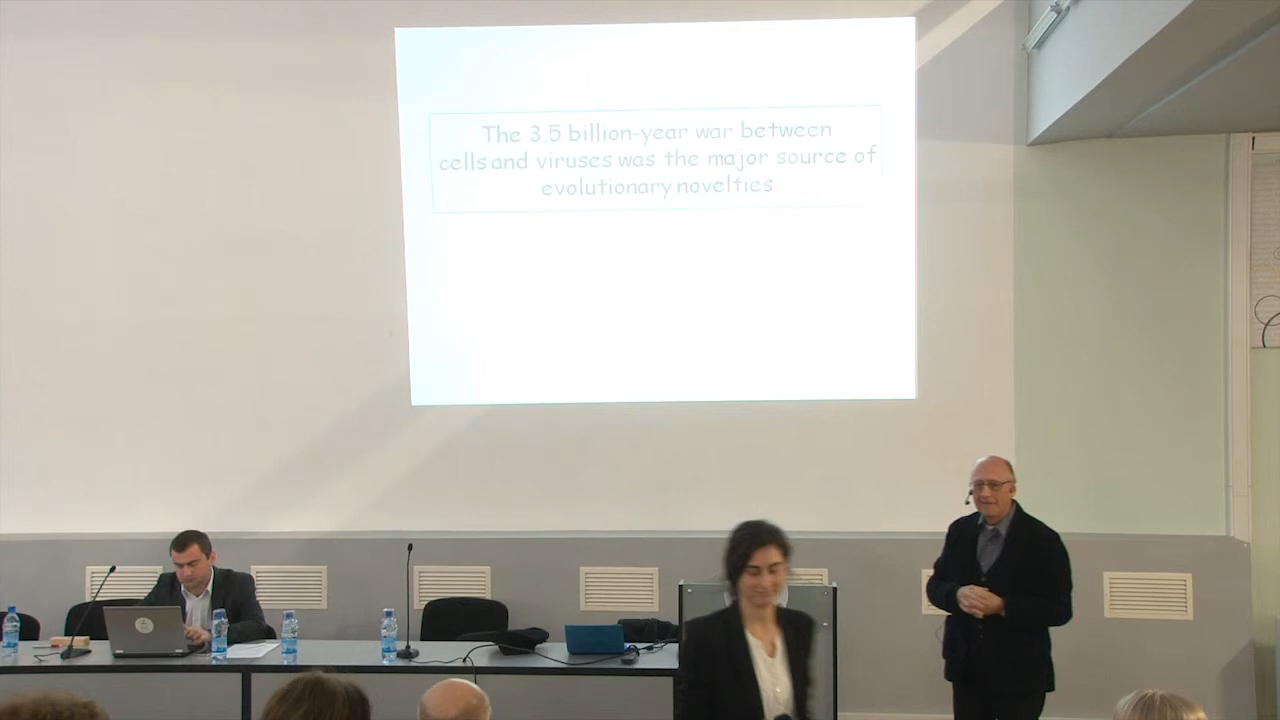 The 3.5 billion-year war between
cells and viruses was the major source of
evolutionary novelties